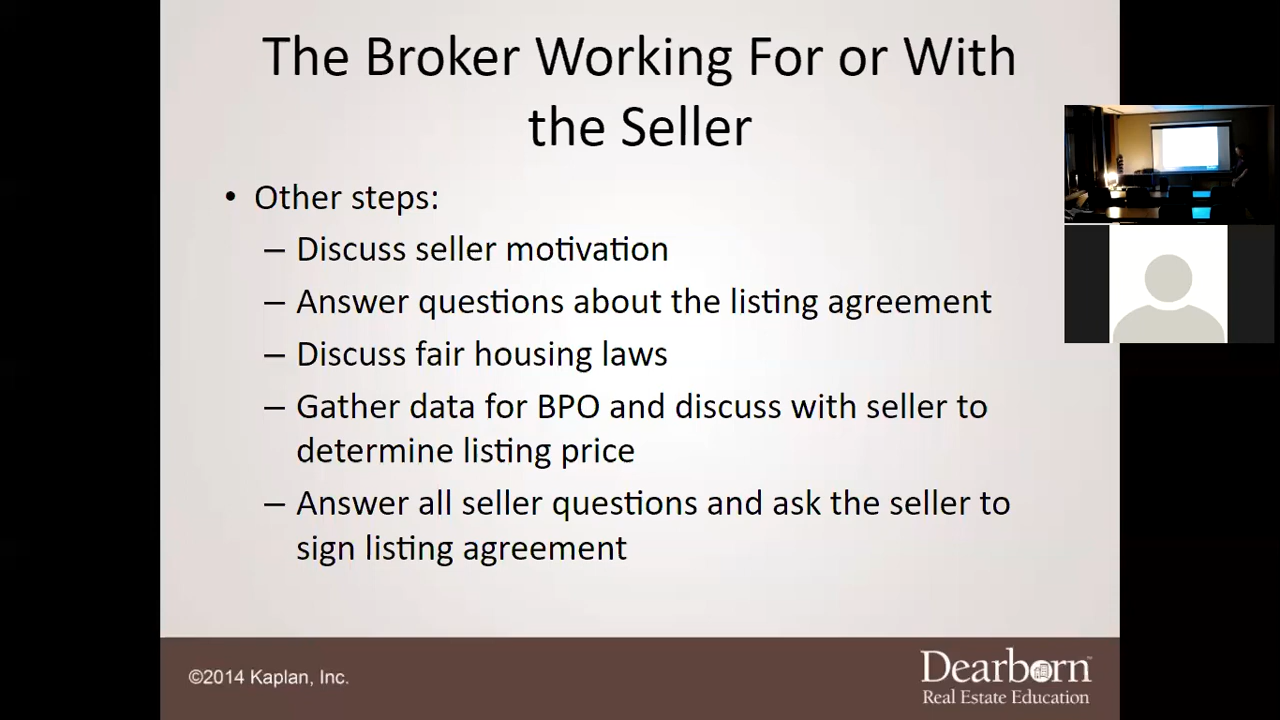 The Broker Working For or With
the Seller
• Other steps:
– Discuss seller motivation
– Answer questions about the listing agreement
– Discuss fair housing laws
– Gather data for BPO and discuss with seller to
determine listing price
– Answer all seller questions and ask the seller to
sign listing agreement
©2014 Kaplan, Inc.
Dearborn™
Real Estate Education